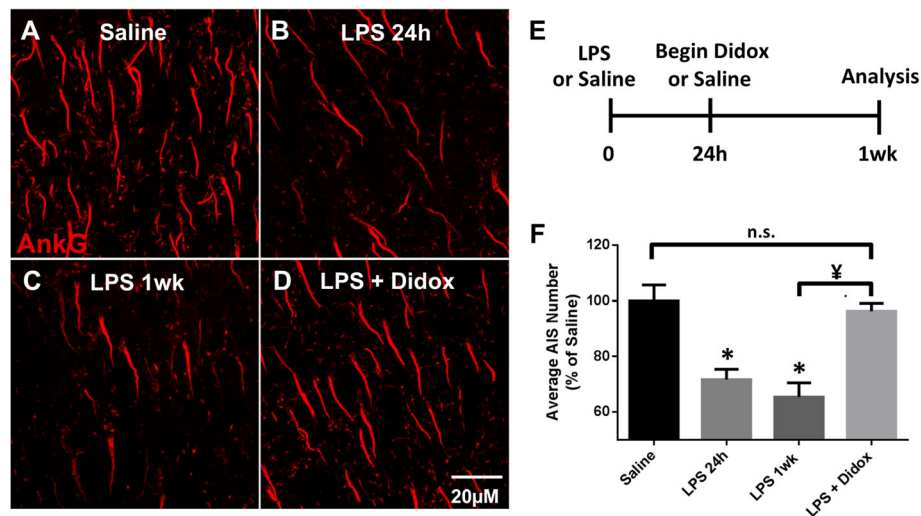 A
Saline
B
LPS 24h
AnkG
C
LPS 1wk
D
LPS + Didox
20µM
E
LPS
or Saline
Begin Didox
or Saline
Analysis
0
24h
1wk
F
n.s.
¥
*
*
Average AIS Number
(% of Saline)
120
100
80
60
Saline
LPS 24h
LPS 1wk
LPS + Didox